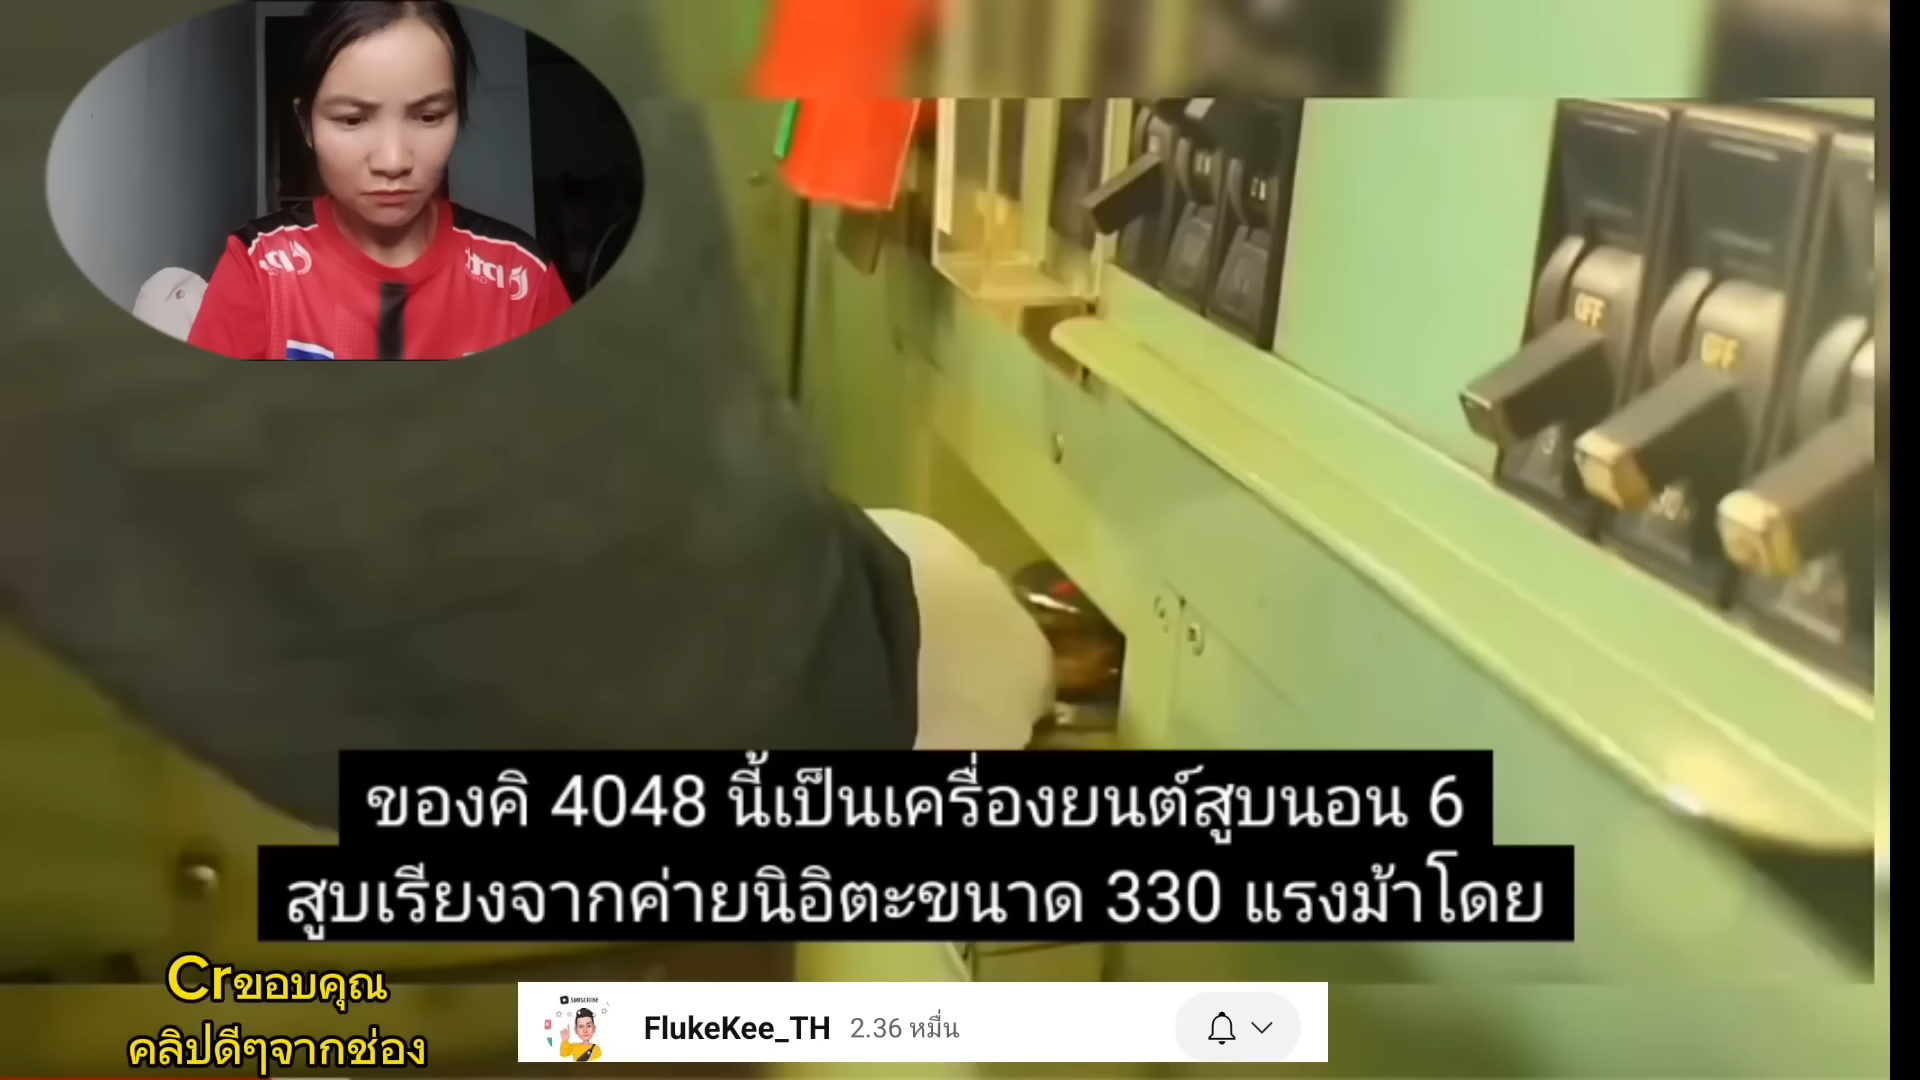 OFF
OFF
ของคิ 4048 นี้เป็นเครื่องยนต์สูบนอน 6
สูบเรียงจากค่ายนิอิตะขนาด 330 แรงม้าโดย
Crขอบคุณ
คลิปดีๆจากช่อง
SUBSCRIBE
FlukeKee_TH 2.36 หมื่น